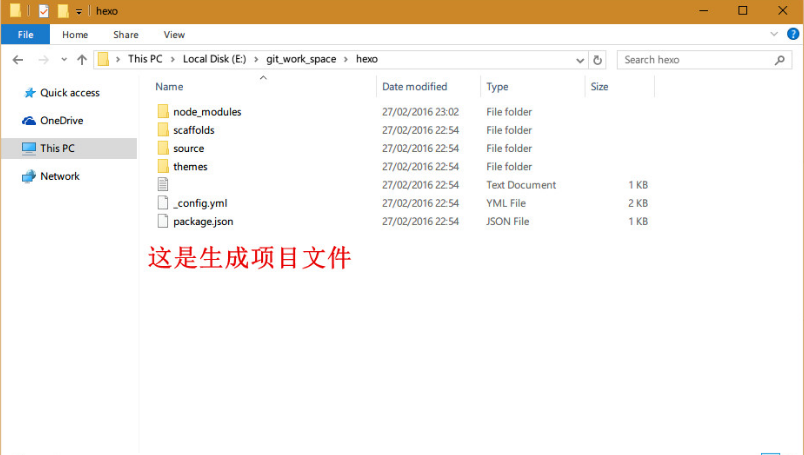 hexo
File Home Share View
This PC Local Disk (E:) git_work_space hexo Search hexo
Name Date modified Type Size
Quick access
OneDrive
This PC
Network
node_modules 27/02/2016 23:02 File folder
scaffolds 27/02/2016 22:54 File folder
source 27/02/2016 22:54 File folder
themes 27/02/2016 22:54 File folder
27/02/2016 22:54 Text Document 1 KB
_config.yml 27/02/2016 22:54 YML File 2 KB
package.json 27/02/2016 22:54 JSON File 1 KB
这是生成项目文件